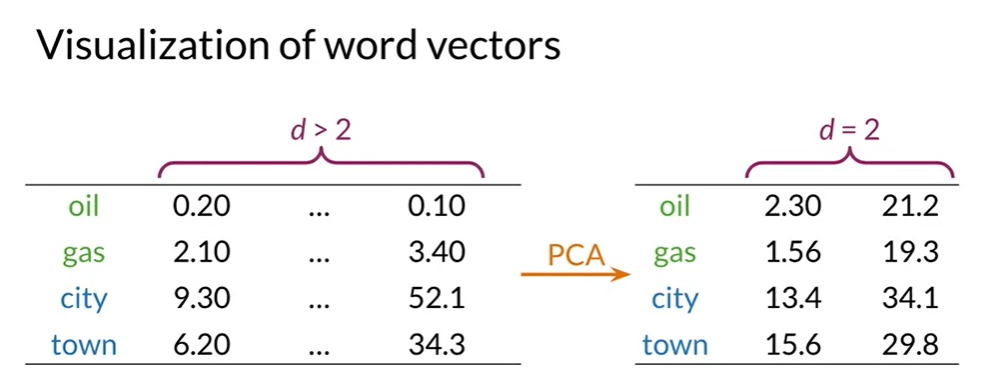 Visualization of word vectors
d > 2
d = 2
oil 0.20 ... 0.10
gas 2.10 ... 3.40
city 9.30 ... 52.1
town 6.20 ... 34.3
PCA
oil 2.30 21.2
gas 1.56 19.3
city 13.4 34.1
town 15.6 29.8